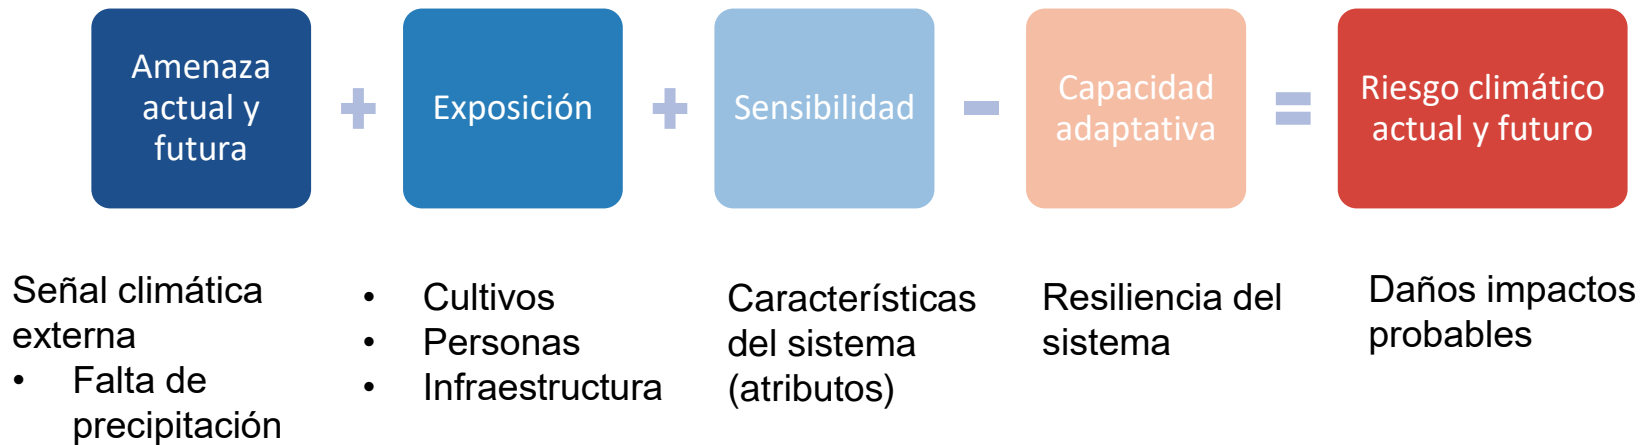 Amenaza
actual y
futura
+
Exposición
+
Sensibilidad
−
Capacidad
adaptativa
=
Riesgo climático
actual y futuro
Señal climática
externa
• Falta de
precipitación
• Cultivos
• Personas
• Infraestructura
Características
del sistema
(atributos)
Resiliencia del
sistema
Daños impactos
probables